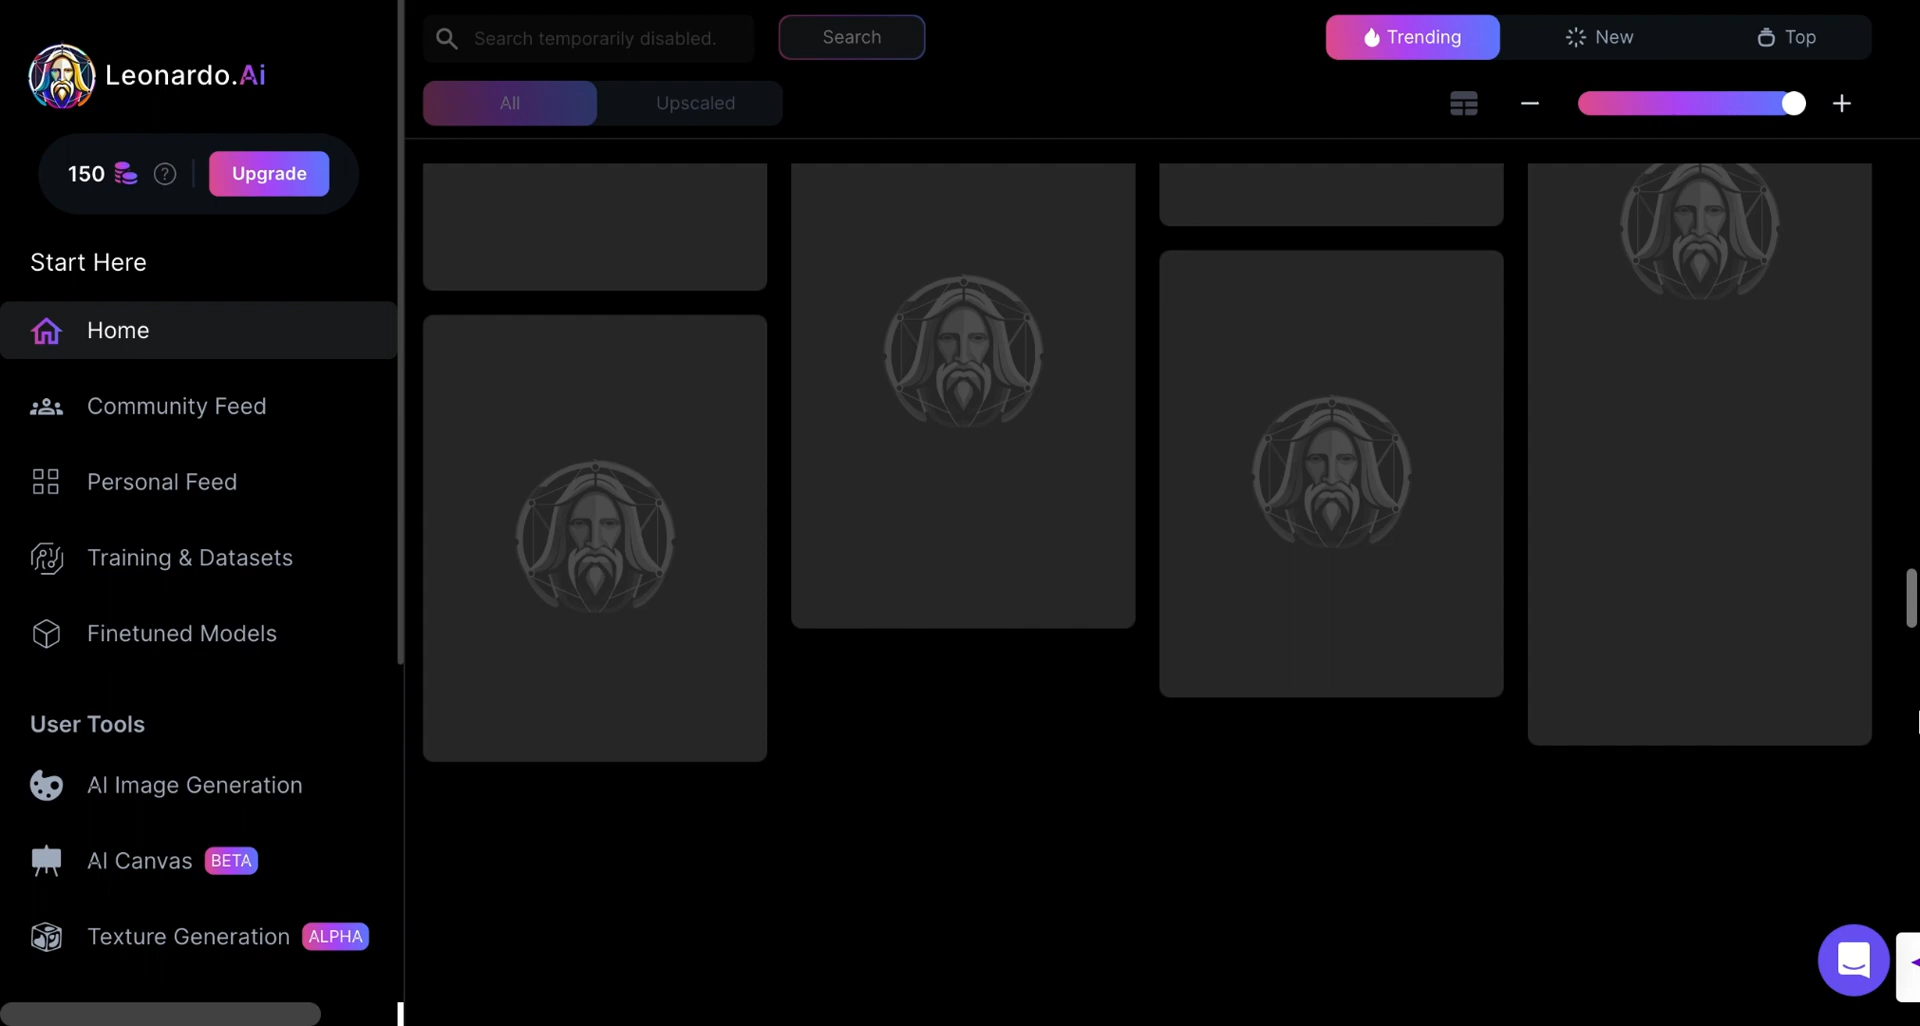 Leonardo.Ai
150
?
Upgrade
Start Here
Home
Community Feed
Personal Feed
Training & Datasets
Finetuned Models
User Tools
AI Image Generation
AI Canvas BETA
Texture Generation ALPHA
Search temporarily disabled.
Search
Trending
New
Top
All
Upscaled